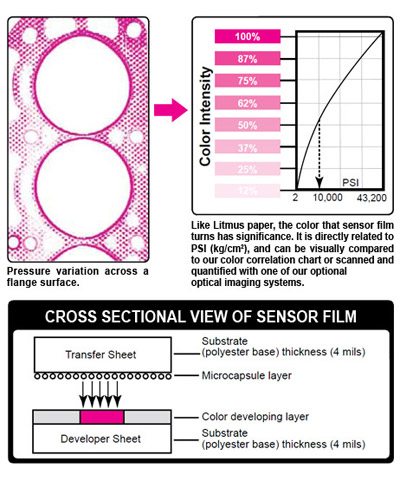 Color Intensity
100%
87%
75%
62%
50%
37%
25%
12%
PSI
2 10,000 43,200
Pressure variation across a
flange surface.
Like Litmus paper, the color that sensor film
turns has significance. It is directly related to
PSI (kg/cm²), and can be visually compared
to our color correlation chart or scanned and
quantified with one of our optional
optical imaging systems.
CROSS SECTIONAL VIEW OF SENSOR FILM
Transfer Sheet
Substrate
(polyester base) thickness (4 mils)
Microcapsule layer
Color developing layer
Developer Sheet
Substrate
(polyester base) thickness (4 mils)